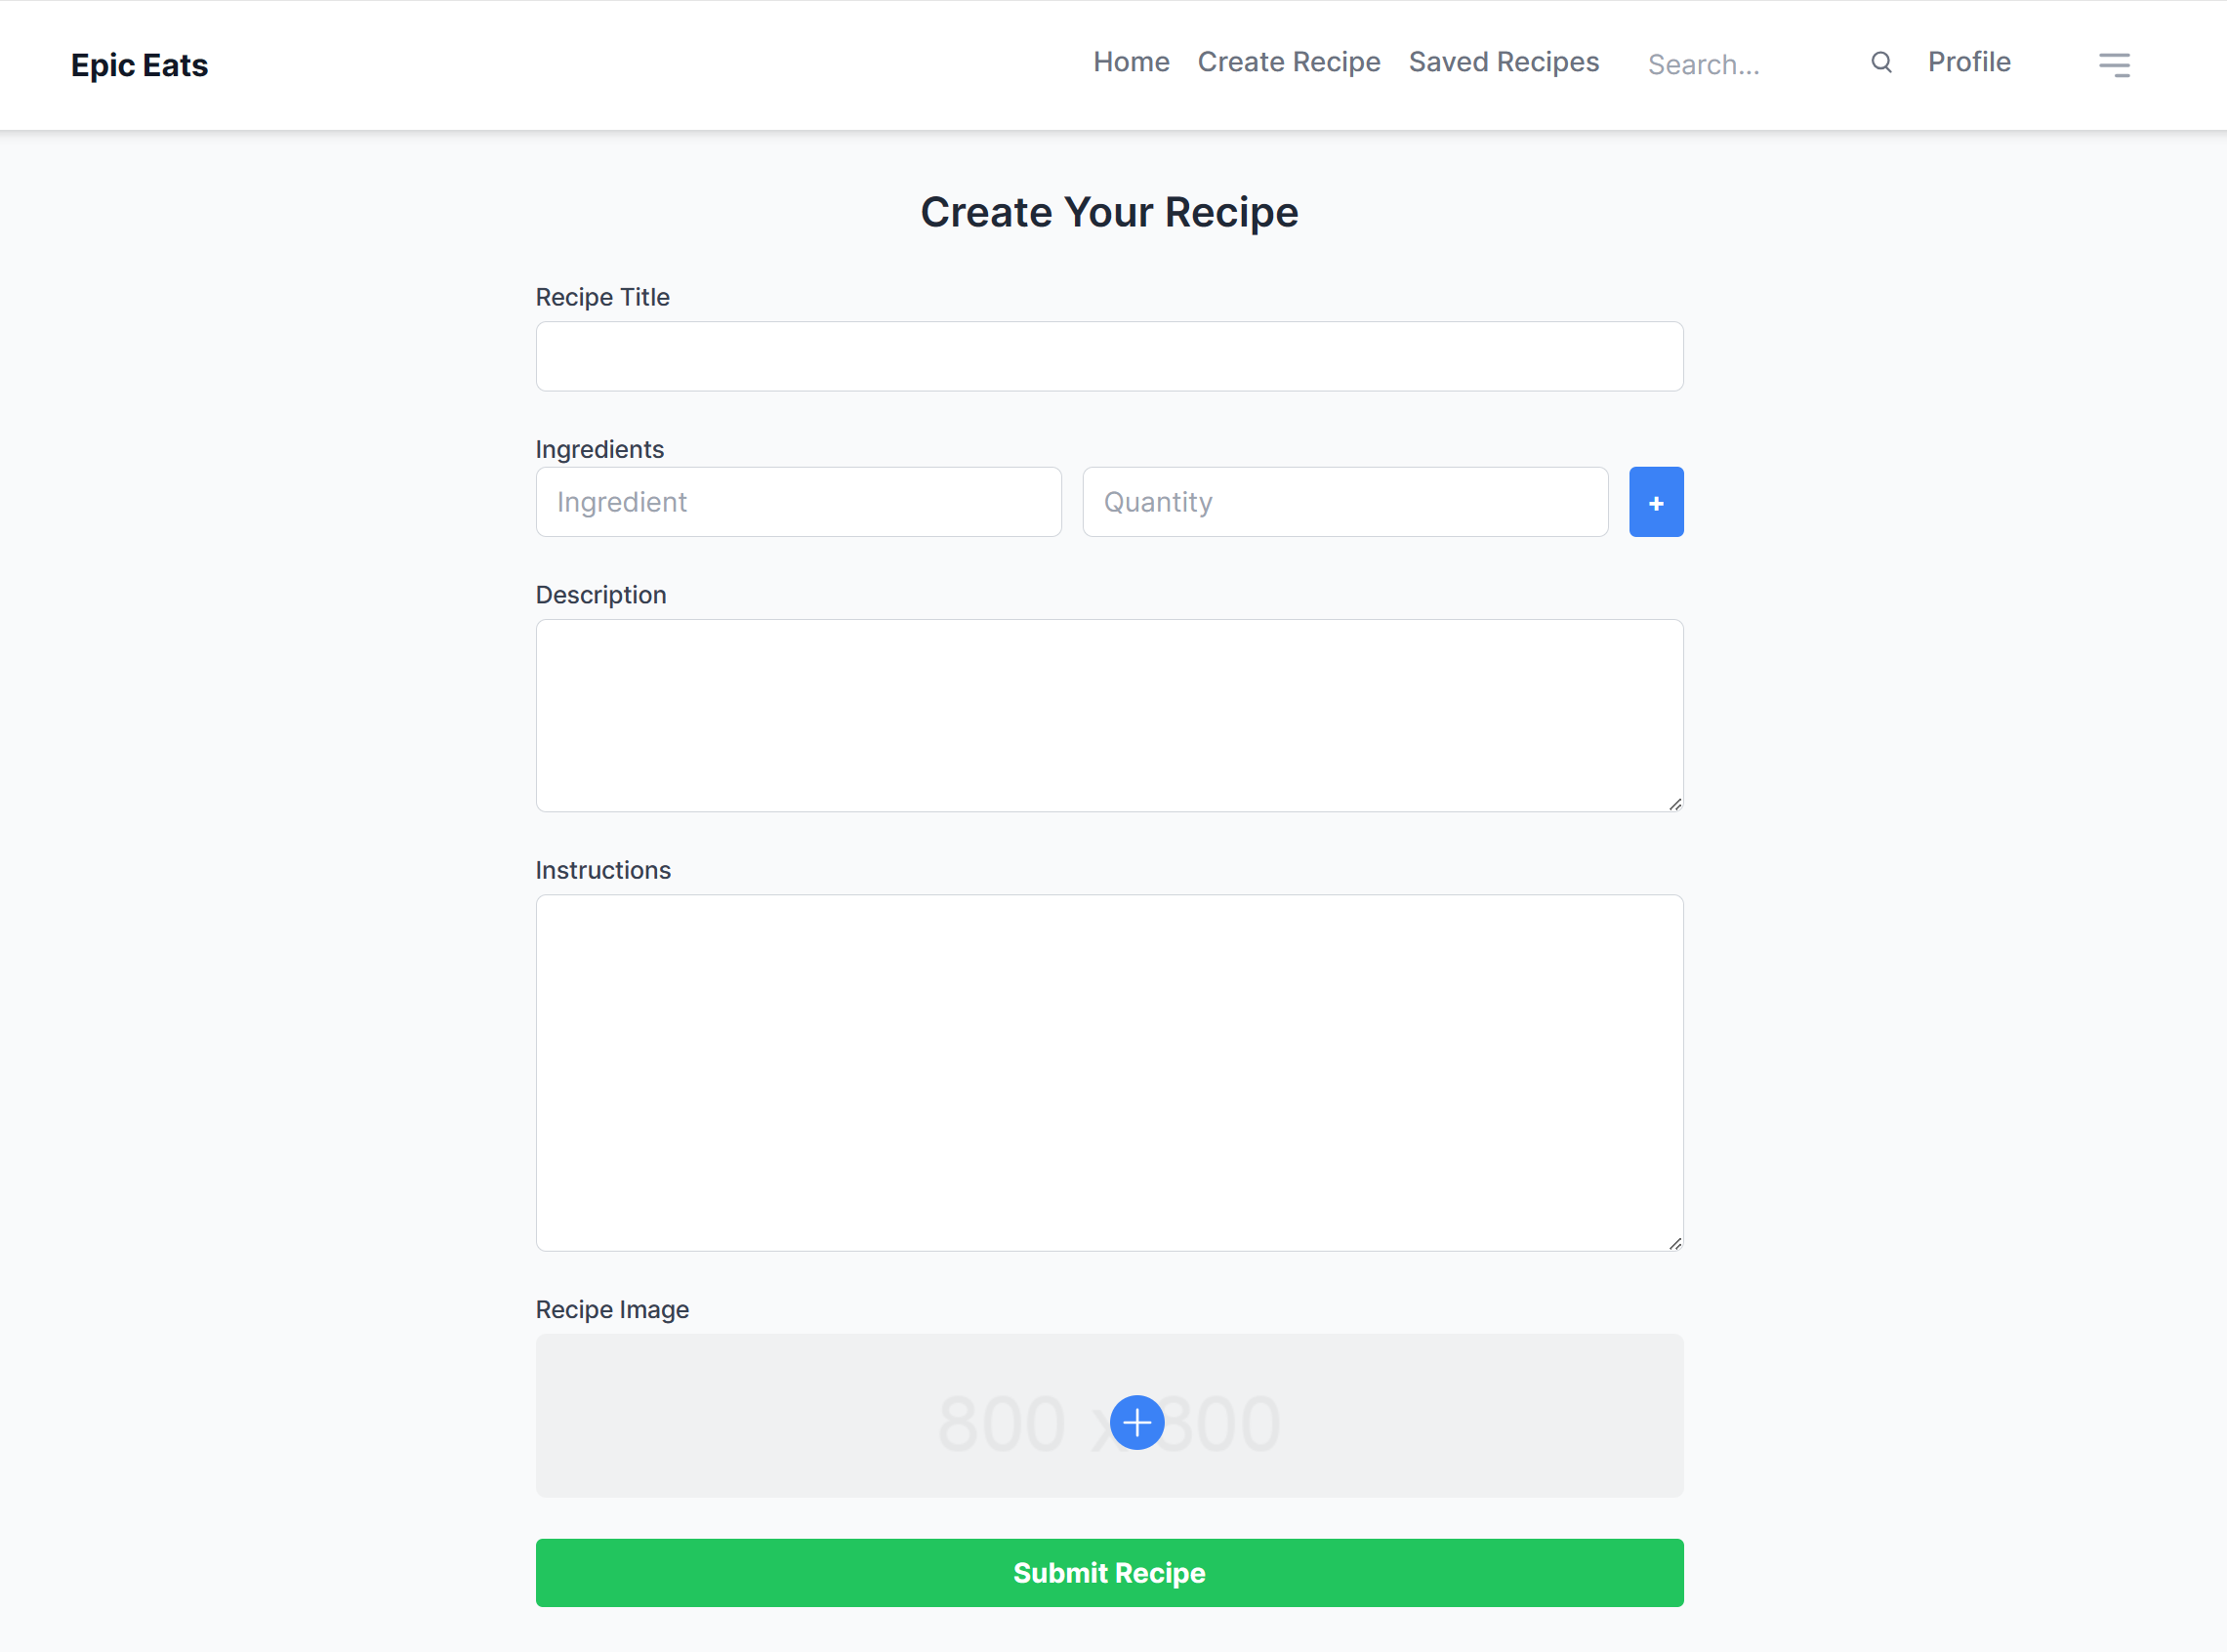 Epic Eats
Home Create Recipe Saved Recipes Search... Profile
Create Your Recipe
Recipe Title
Ingredients
Ingredient Quantity +
Description
Instructions
Recipe Image
800 x 300
Submit Recipe